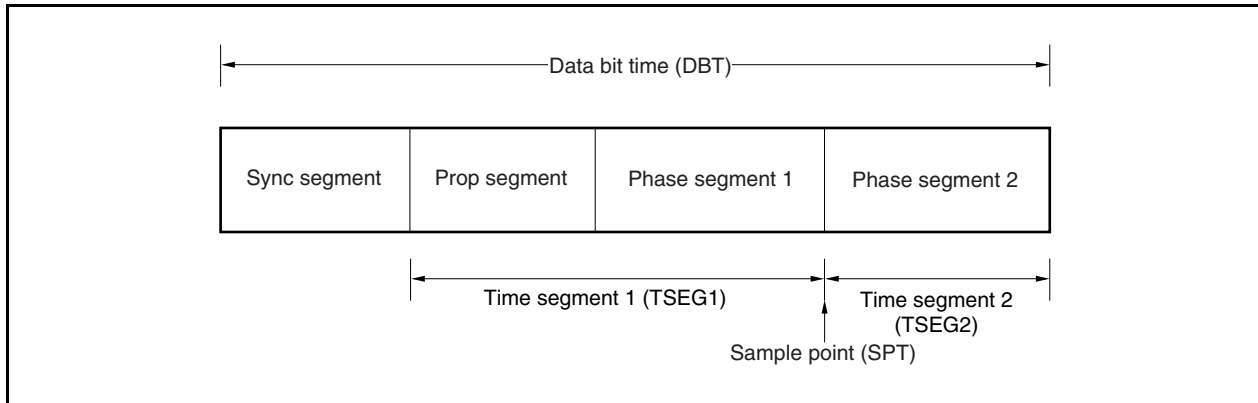 Data bit time (DBT)
Sync segment
Prop segment
Phase segment 1
Phase segment 2
Time segment 1 (TSEG1)
Time segment 2
(TSEG2)
Sample point (SPT)